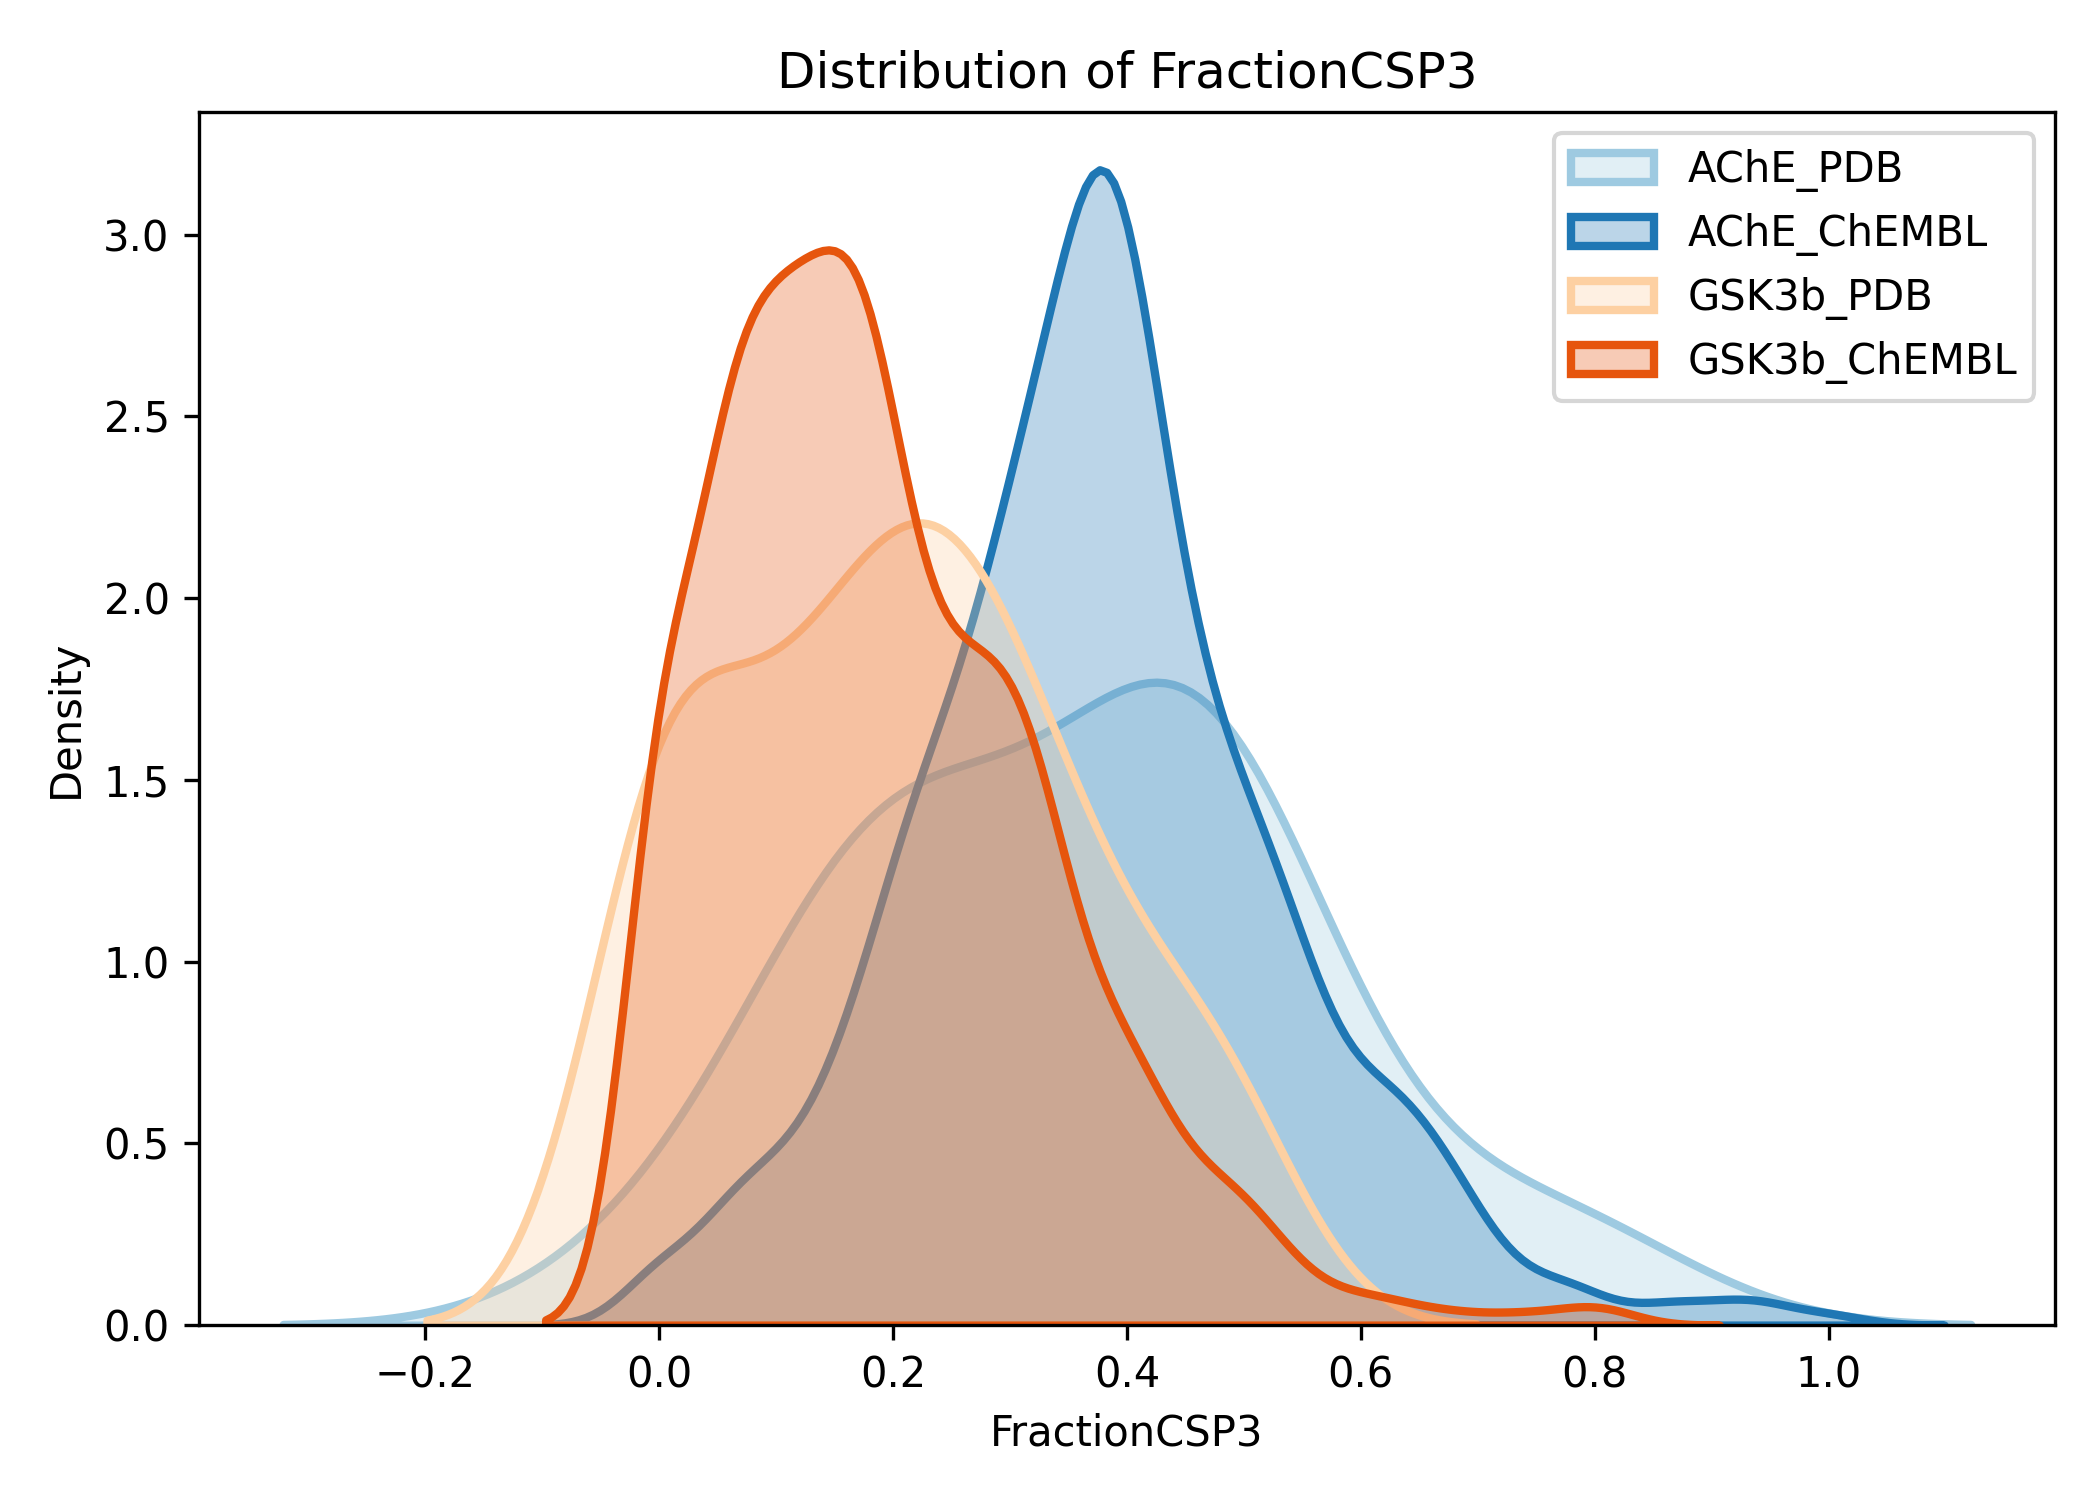 Distribution of FractionCSP3
AChE_PDB
AChE_ChEMBL
GSK3b_PDB
GSK3b_ChEMBL
Density
3.0
2.5
2.0
1.5
1.0
0.5
0.0
−0.2 0.0 0.2 0.4 0.6 0.8 1.0
FractionCSP3